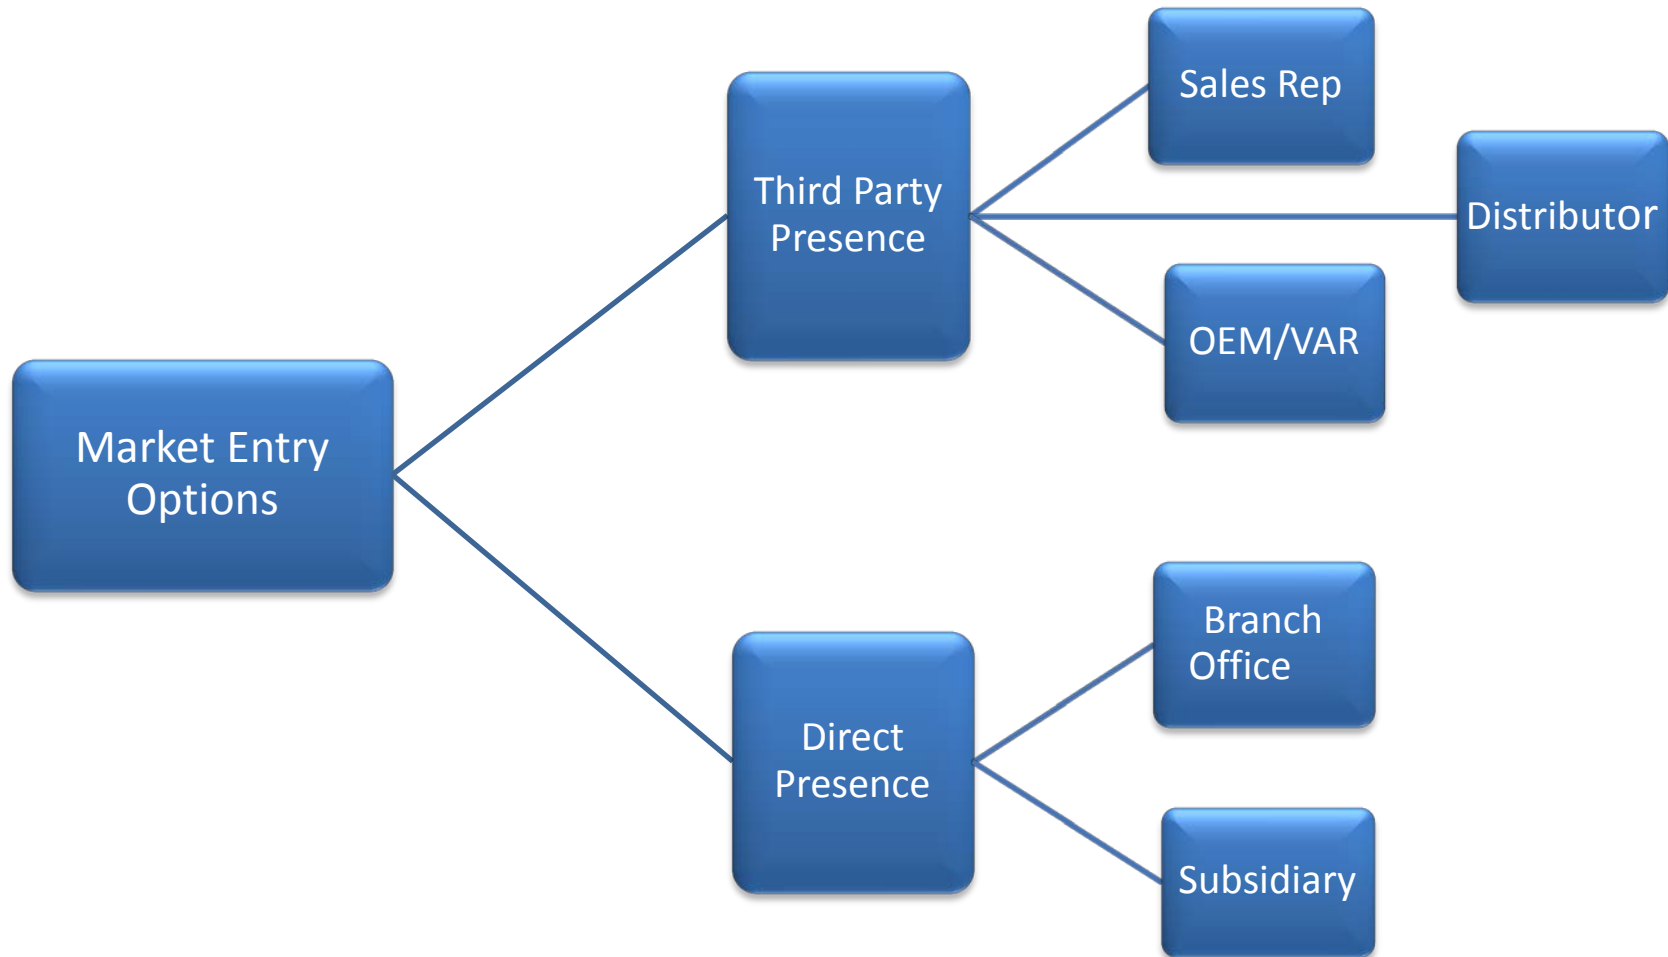 Sales Rep
Third Party
Presence
Distributor
OEM/VAR
Market Entry
Options
Branch
Office
Direct
Presence
Subsidiary